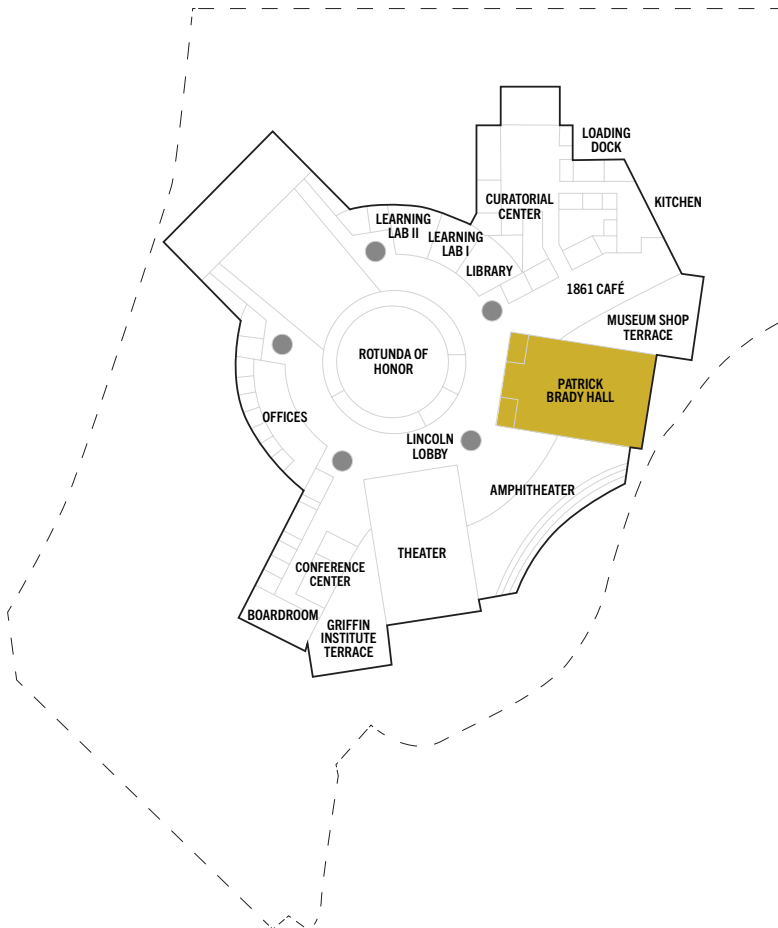 LOADING
DOCK
KITCHEN
CURATORIAL
CENTER
LEARNING
LAB II
LEARNING
LAB I
LIBRARY
1861 CAFÉ
MUSEUM SHOP
TERRACE
ROTUNDA OF
HONOR
PATRICK
BRADY HALL
OFFICES
LINCOLN
LOBBY
AMPHITHEATER
THEATER
CONFERENCE
CENTER
BOARDROOM
GRIFFIN
INSTITUTE
TERRACE